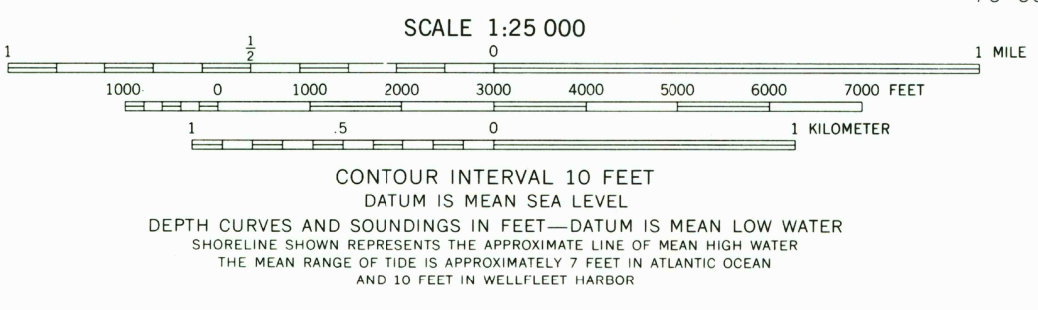 SCALE 1:25 000
1 ½ 0 1 MILE
1000 0 1000 2000 3000 4000 5000 6000 7000 FEET
1 .5 0 1 KILOMETER
CONTOUR INTERVAL 10 FEET
DATUM IS MEAN SEA LEVEL
DEPTH CURVES AND SOUNDINGS IN FEET—DATUM IS MEAN LOW WATER
SHORELINE SHOWN REPRESENTS THE APPROXIMATE LINE OF MEAN HIGH WATER
THE MEAN RANGE OF TIDE IS APPROXIMATELY 7 FEET IN ATLANTIC OCEAN
AND 10 FEET IN WELLFLEET HARBOR